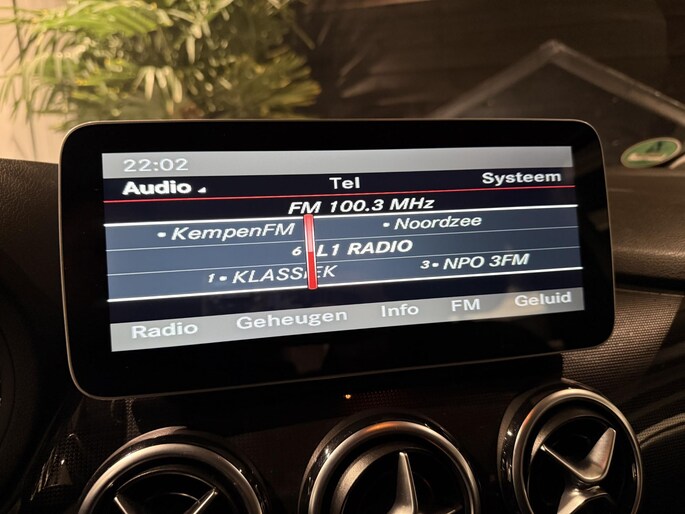 22:02
Audio Tel Systeem
FM 100.3 MHz
• KempenFM • Noordzee
6 L1 RADIO
1 • KLASSIEK 3 • NPO 3FM
Radio Geheugen Info FM Geluid